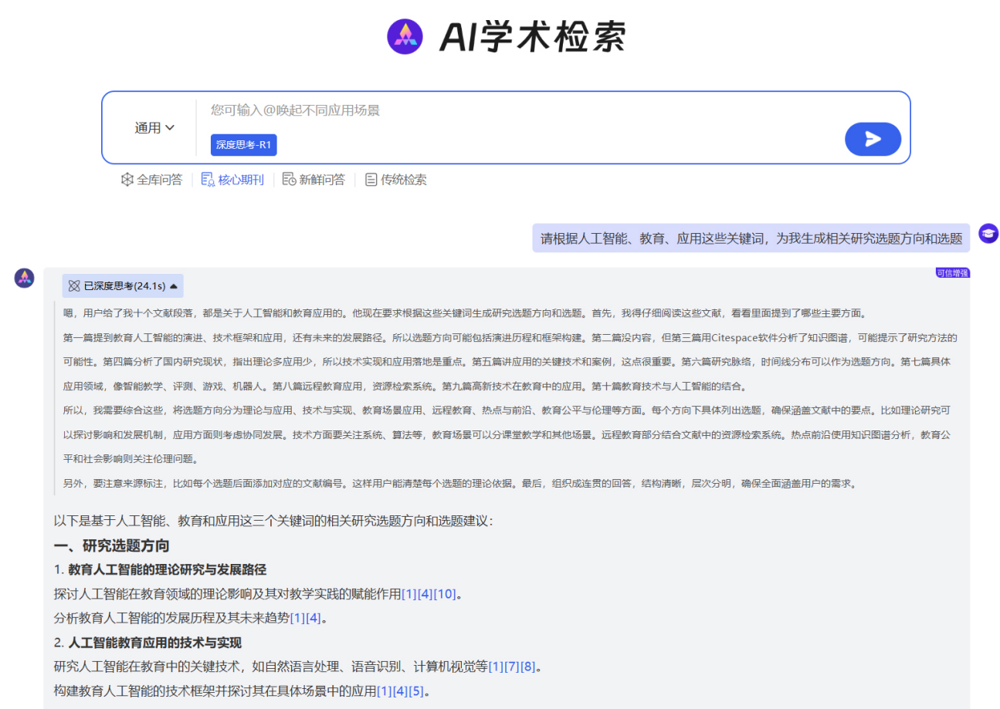 AI学术检索
您可输入@唤起不同应用场景
通用
深度思考-R1
全库问答 核心期刊 新鲜问答 传统检索
请根据人工智能、教育、应用这些关键词，为我生成相关研究选题方向和选题
可信增强
已深度思考(24.1s)
嗯，用户给了我十个文献段落，都是关于人工智能和教育应用的。他现在要求根据这些关键词生成研究选题方向和选题。首先，我得仔细阅读这些文献，看看里面提到了哪些主要方面。
第一篇提到教育人工智能的演进、技术框架和应用，还有未来的发展路径。所以选题方向可能包括演进历程和框架构建。第二篇没内容，但第三篇用Citespace软件分析了知识图谱，可能提示了研究方法的
可能性。第四篇分析了国内研究现状，指出理论多应用少，所以技术实现和应用落地是重点。第五篇讲应用的关键技术和案例，这点很重要。第六篇研究脉络，时间线分布可以作为选题方向。第七篇具体
应用领域，像智能教学、评测、游戏、机器人。第八篇远程教育应用，资源检索系统。第九篇高新技术在教育中的应用。第十篇教育技术与人工智能的结合。
所以，我需要综合这些，将选题方向分为理论与应用、技术与实现、教育场景应用、远程教育、热点与前沿、教育公平与伦理等方面。每个方向下具体列出选题，确保涵盖文献中的要点。比如理论研究可
以探讨影响和发展机制，应用方面则考虑协同发展。技术方面要关注系统、算法等，教育场景可以分课堂教学和其他场景。远程教育部分结合文献中的资源检索系统。热点前沿使用知识图谱分析，教育公
平和社会影响则关注伦理问题。
另外，要注意来源标注，比如每个选题后面添加对应的文献编号。这样用户能清楚每个选题的理论依据。最后，组织成连贯的回答，结构清晰，层次分明，确保全面涵盖用户的需求。
以下是基于人工智能、教育和应用这三个关键词的相关研究选题方向和选题建议：
一、研究选题方向
1. 教育人工智能的理论研究与发展路径
探讨人工智能在教育领域的理论影响及其对教学实践的赋能作用[1][4][10]。
分析教育人工智能的发展历程及其未来趋势[1][4]。
2. 人工智能教育应用的技术与实现
研究人工智能在教育中的关键技术，如自然语言处理、语音识别、计算机视觉等[1][7][8]。
构建教育人工智能的技术框架并探讨其在具体场景中的应用[1][4][5]。